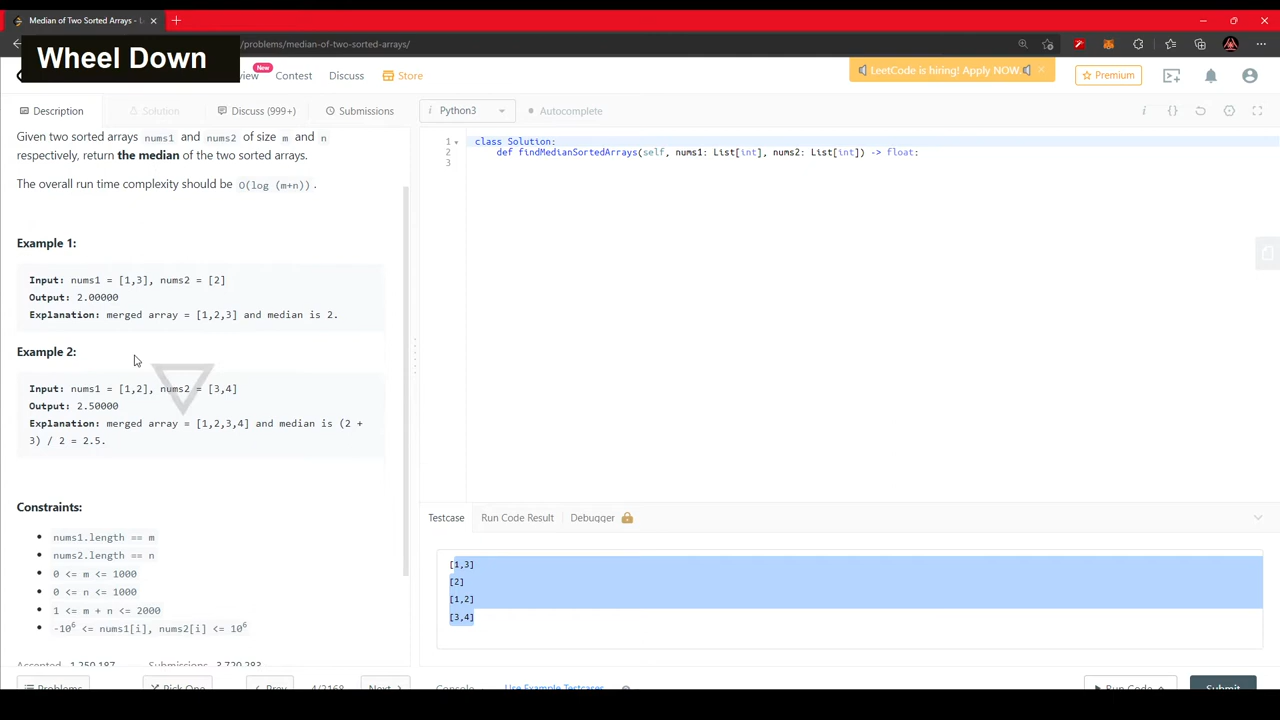 Median of Two Sorted Arrays - L
Wheel Down
/problems/median-of-two-sorted-arrays/
New
Contest
Discuss
Store
LeetCode is hiring! Apply NOW.
Premium
Description
Solution
Discuss (999+)
Submissions
i Python3
Autocomplete
Given two sorted arrays nums1 and nums2 of size m and n
respectively, return the median of the two sorted arrays.
The overall run time complexity should be O(log (m+n)) .
Example 1:
Input: nums1 = [1,3], nums2 = [2]
Output: 2.00000
Explanation: merged array = [1,2,3] and median is 2.
Example 2:
Input: nums1 = [1,2], nums2 = [3,4]
Output: 2.50000
Explanation: merged array = [1,2,3,4] and median is (2 +
3) / 2 = 2.5.
Constraints:
nums1.length == m
nums2.length == n
0 <= m <= 1000
0 <= n <= 1000
1 <= m + n <= 2000
-10⁶ <= nums1[i], nums2[i] <= 10⁶
Accepted 1,250,187 Submissions 3,720,283
Problems
Pick One
Prev
4/2168
Next
1 class Solution:
2 def findMedianSortedArrays(self, nums1: List[int], nums2: List[int]) -> float:
3
Testcase
Run Code Result
Debugger
[1,3]
[2]
[1,2]
[3,4]
Console
Use Example Testcases
Run Code
Submit